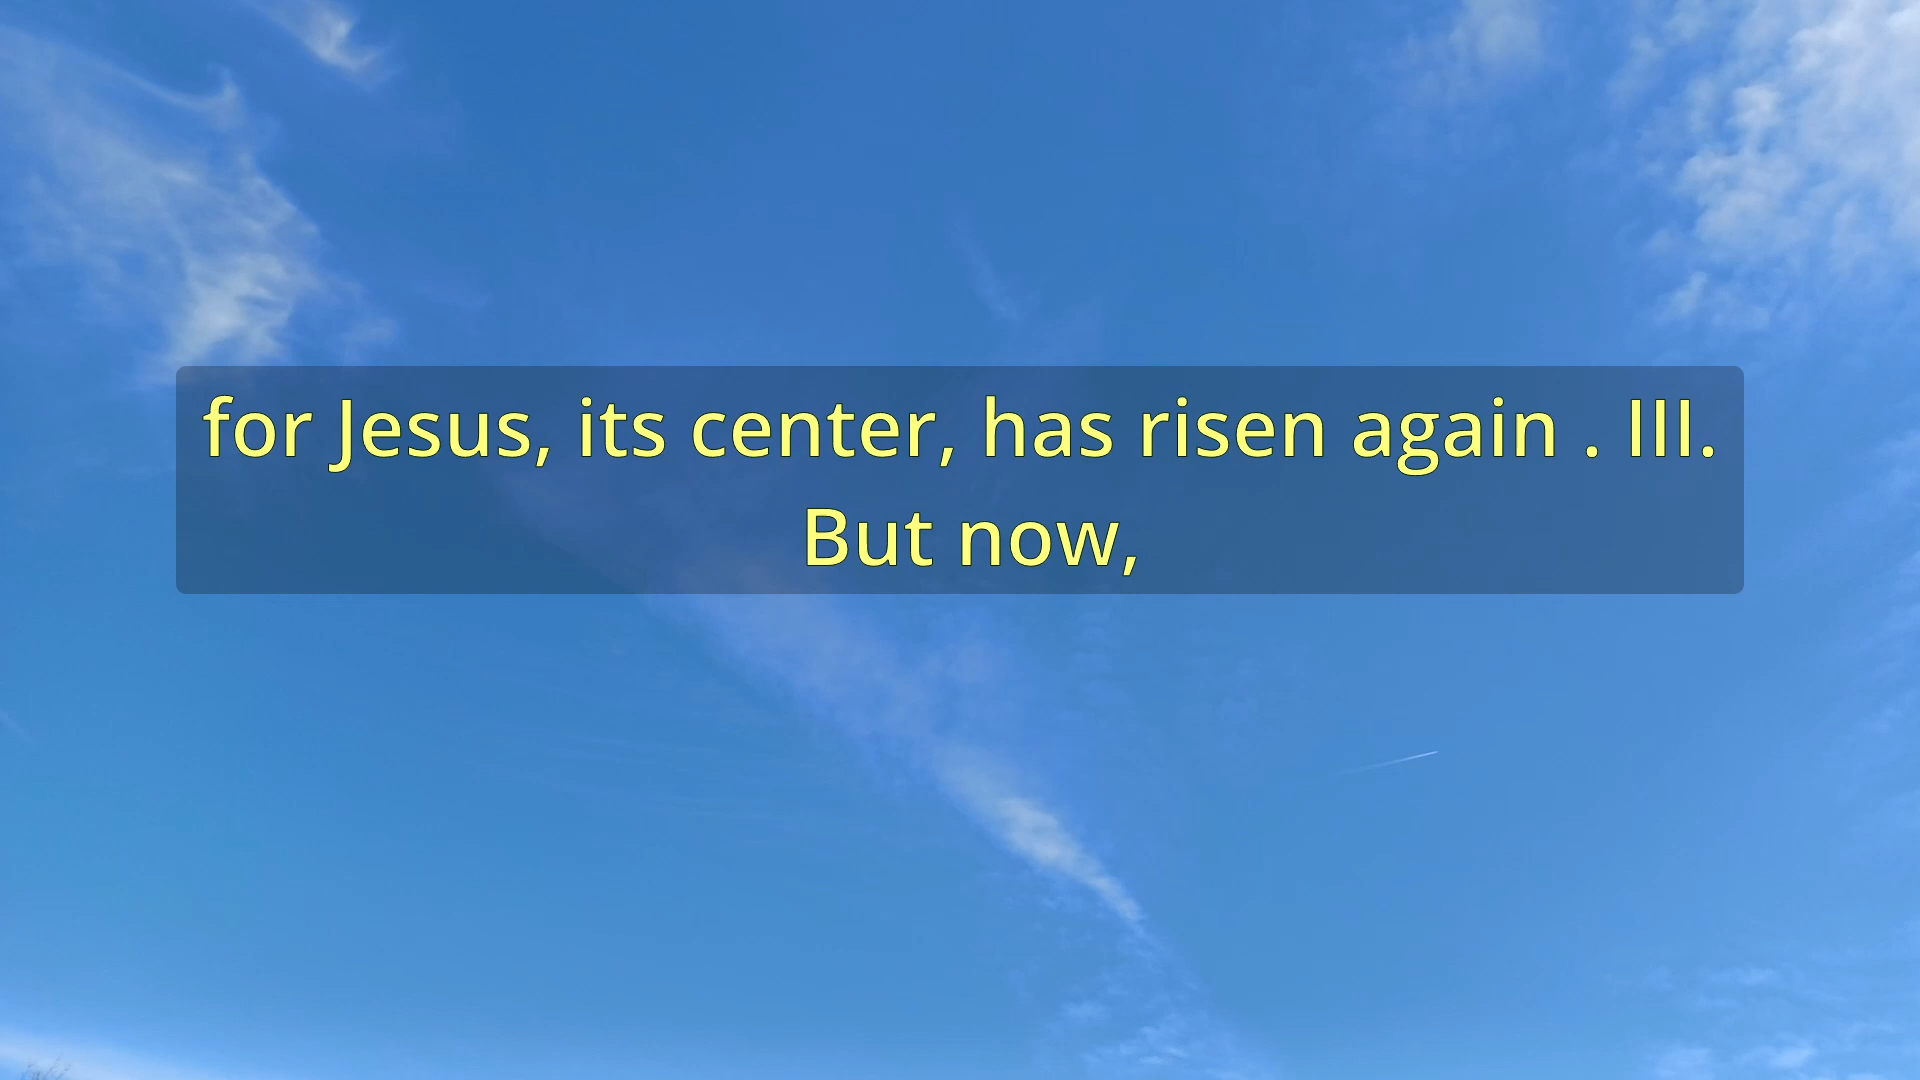 for Jesus, its center, has risen again . III.
But now,